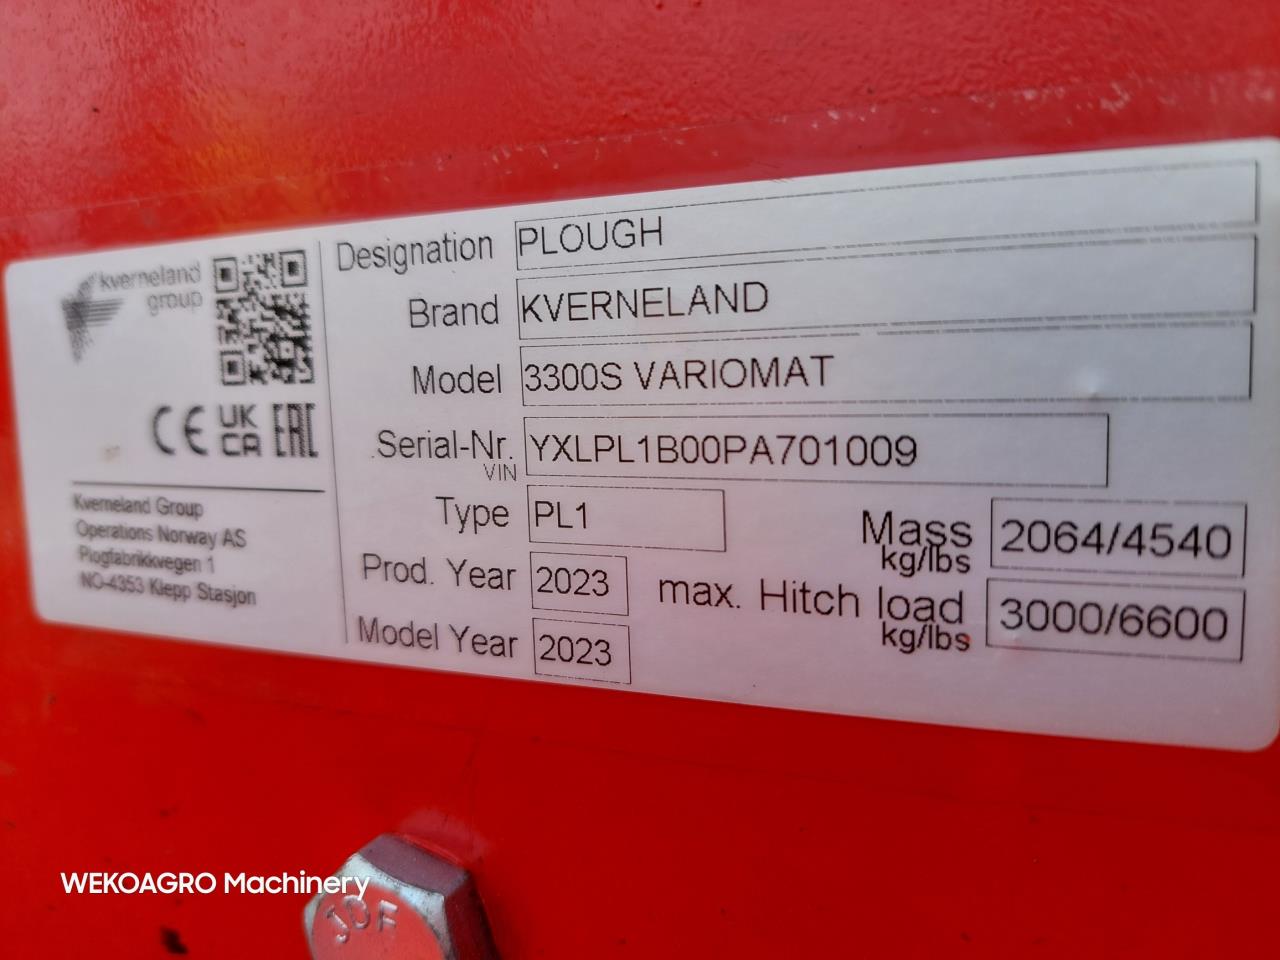 kverneland
group
CE UK
CA EAC
Kverneland Group
Operations Norway AS
Plogfabrikkvegen 1
NO-4353 Klepp Stasjon
Designation PLOUGH
Brand KVERNELAND
Model 3300S VARIOMAT
Serial-Nr. YXLPL1B00PA701009
VIN
Type PL1
Mass 2064/4540
kg/lbs
Prod. Year 2023
max. Hitch load 3000/6600
kg/lbs
Model Year 2023
WEKOAGRO Machinery
JDF